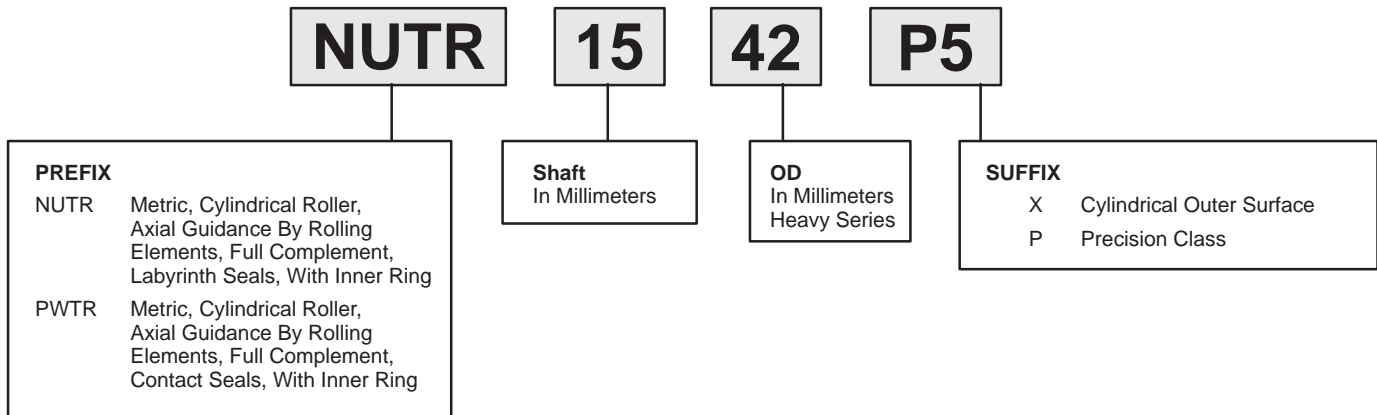 NUTR 15 42 P5
PREFIX
NUTR Metric, Cylindrical Roller,
Axial Guidance By Rolling
Elements, Full Complement,
Labyrinth Seals, With Inner Ring
PWTR Metric, Cylindrical Roller,
Axial Guidance By Rolling
Elements, Full Complement,
Contact Seals, With Inner Ring
Shaft
In Millimeters
OD
In Millimeters
Heavy Series
SUFFIX
X Cylindrical Outer Surface
P Precision Class